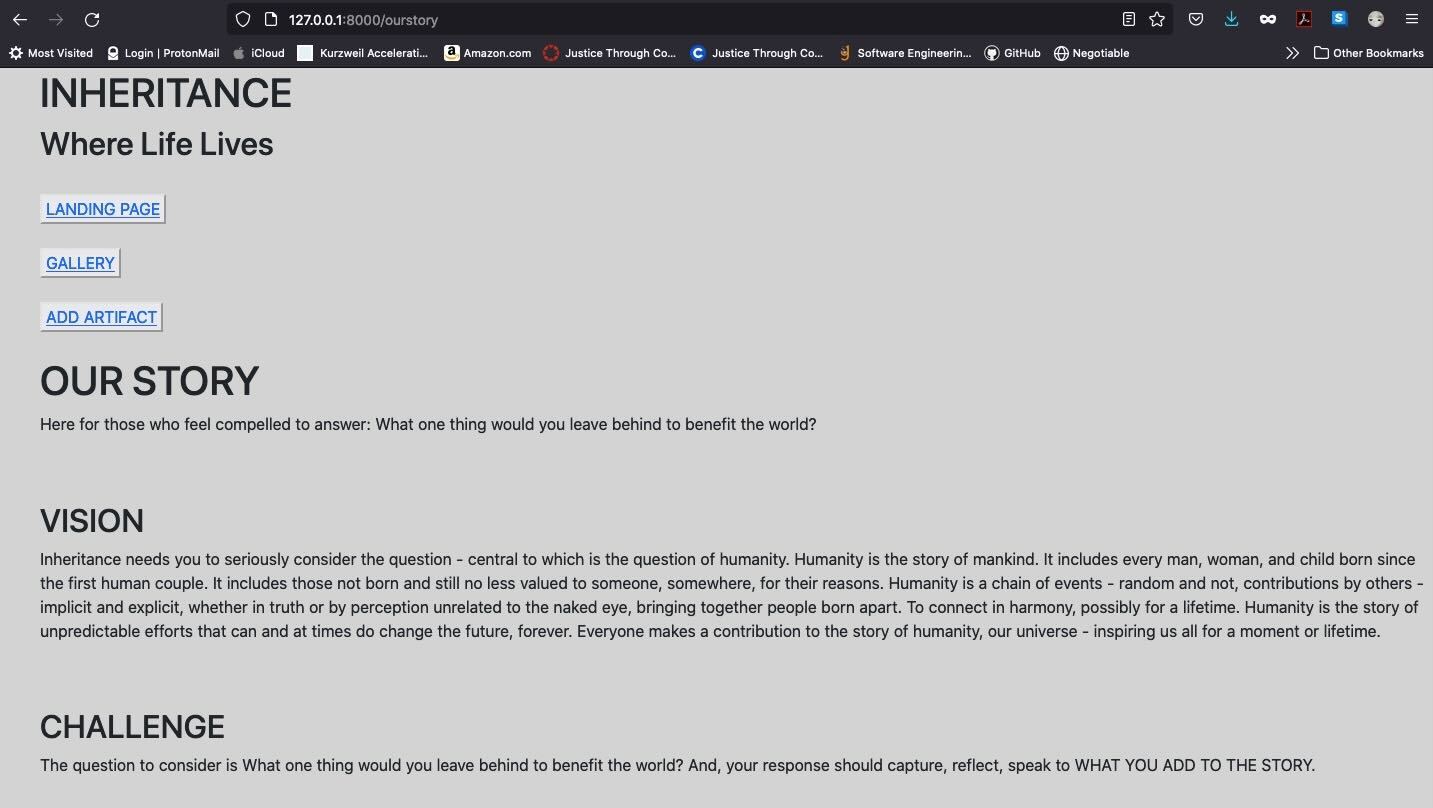 127.0.0.1:8000/ourstory
Most Visited Login | ProtonMail iCloud Kurzweil Accelerati... Amazon.com Justice Through Co... Justice Through Co... Software Engineerin... GitHub Negotiable Other Bookmarks
INHERITANCE
Where Life Lives
LANDING PAGE
GALLERY
ADD ARTIFACT
OUR STORY
Here for those who feel compelled to answer: What one thing would you leave behind to benefit the world?
VISION
Inheritance needs you to seriously consider the question - central to which is the question of humanity. Humanity is the story of mankind. It includes every man, woman, and child born since
the first human couple. It includes those not born and still no less valued to someone, somewhere, for their reasons. Humanity is a chain of events - random and not, contributions by others -
implicit and explicit, whether in truth or by perception unrelated to the naked eye, bringing together people born apart. To connect in harmony, possibly for a lifetime. Humanity is the story of
unpredictable efforts that can and at times do change the future, forever. Everyone makes a contribution to the story of humanity, our universe - inspiring us all for a moment or lifetime.
CHALLENGE
The question to consider is What one thing would you leave behind to benefit the world? And, your response should capture, reflect, speak to WHAT YOU ADD TO THE STORY.